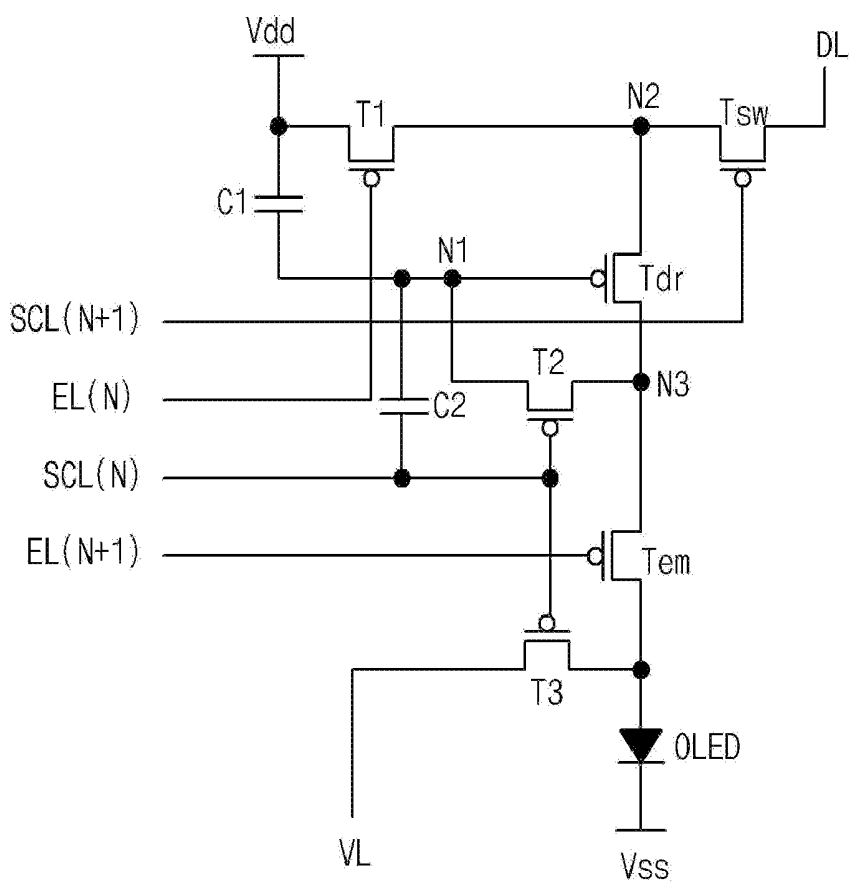 Vdd
DL
T1
N2
Tsw
C1
N1
Tdr
SCL(N+1)
T2
EL(N)
C2
N3
SCL(N)
EL(N+1)
Tem
T3
OLED
VL
Vss